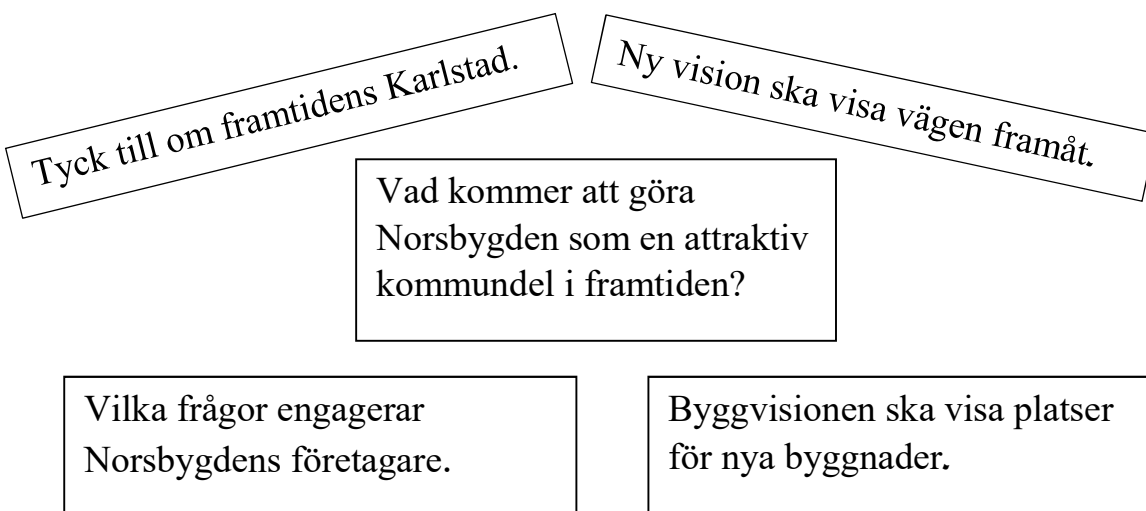 Tyck till om framtidens Karlstad.
Ny vision ska visa vägen framåt.
Vad kommer att göra
Norsbygden som en attraktiv
kommundel i framtiden?
Vilka frågor engagerar
Norsbygdens företagare.
Byggvisionen ska visa platser
för nya byggnader.